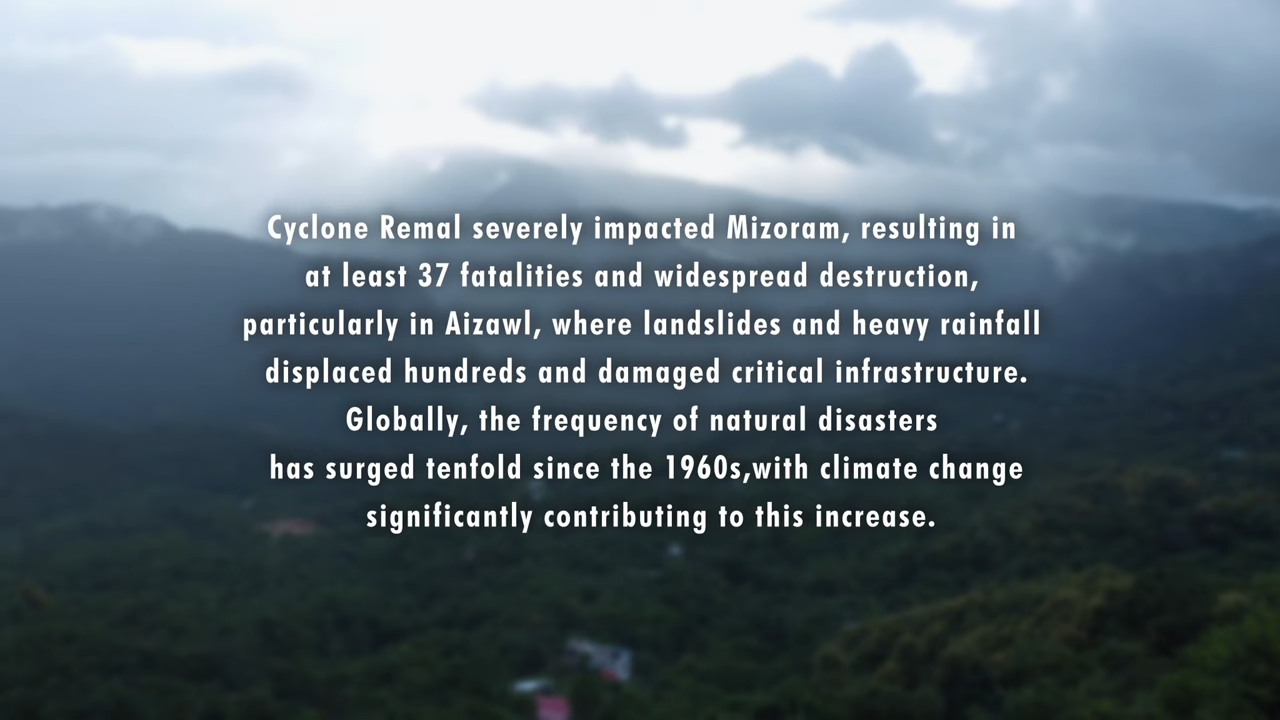 Cyclone Remal severely impacted Mizoram, resulting in
at least 37 fatalities and widespread destruction,
particularly in Aizawl, where landslides and heavy rainfall
displaced hundreds and damaged critical infrastructure.
Globally, the frequency of natural disasters
has surged tenfold since the 1960s,with climate change
significantly contributing to this increase.